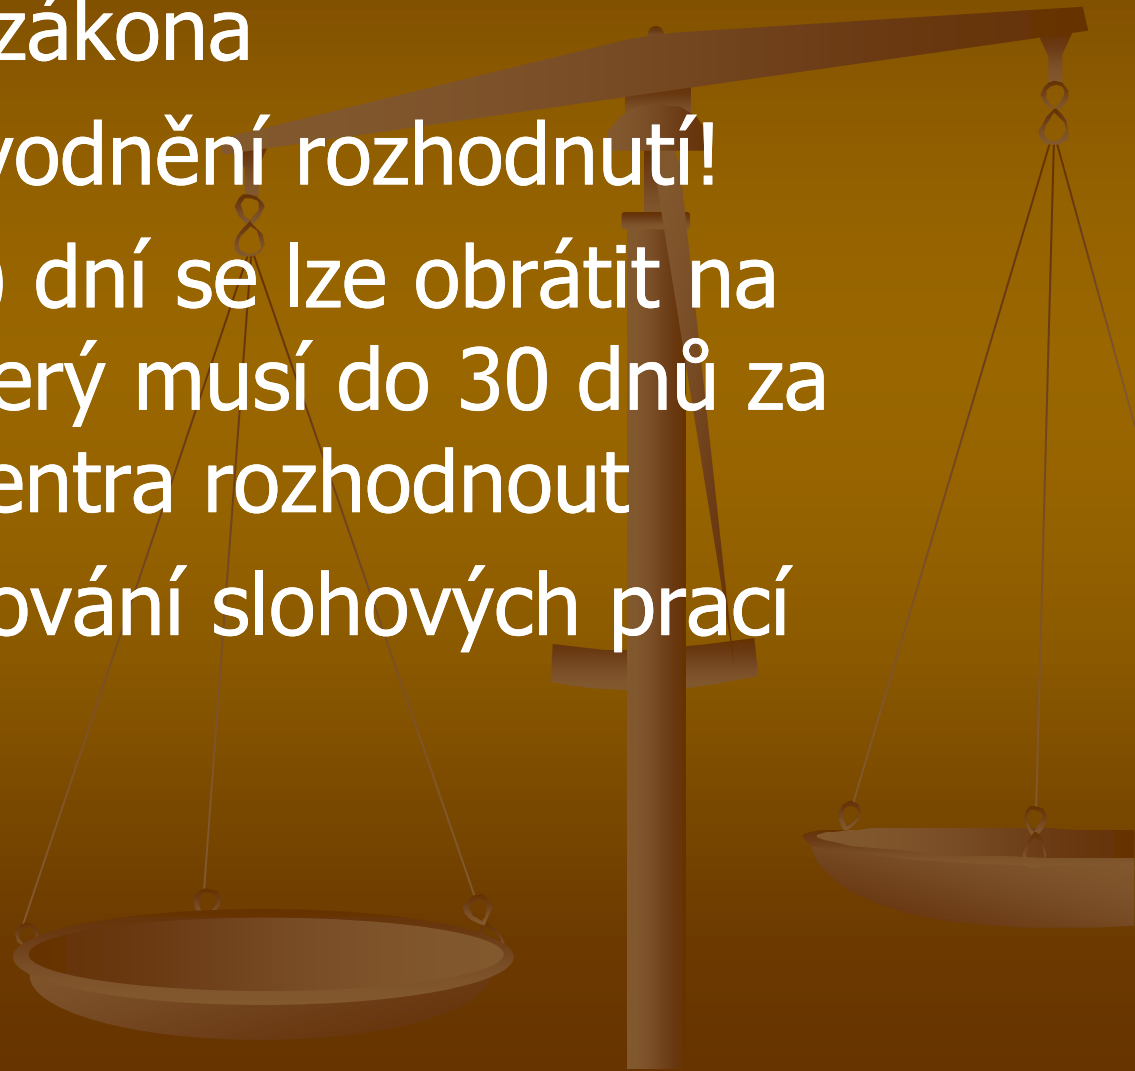 zákona
vodnění rozhodnutí!
dní se lze obrátit na
erý musí do 30 dnů za
entra rozhodnout
ování slohových prací